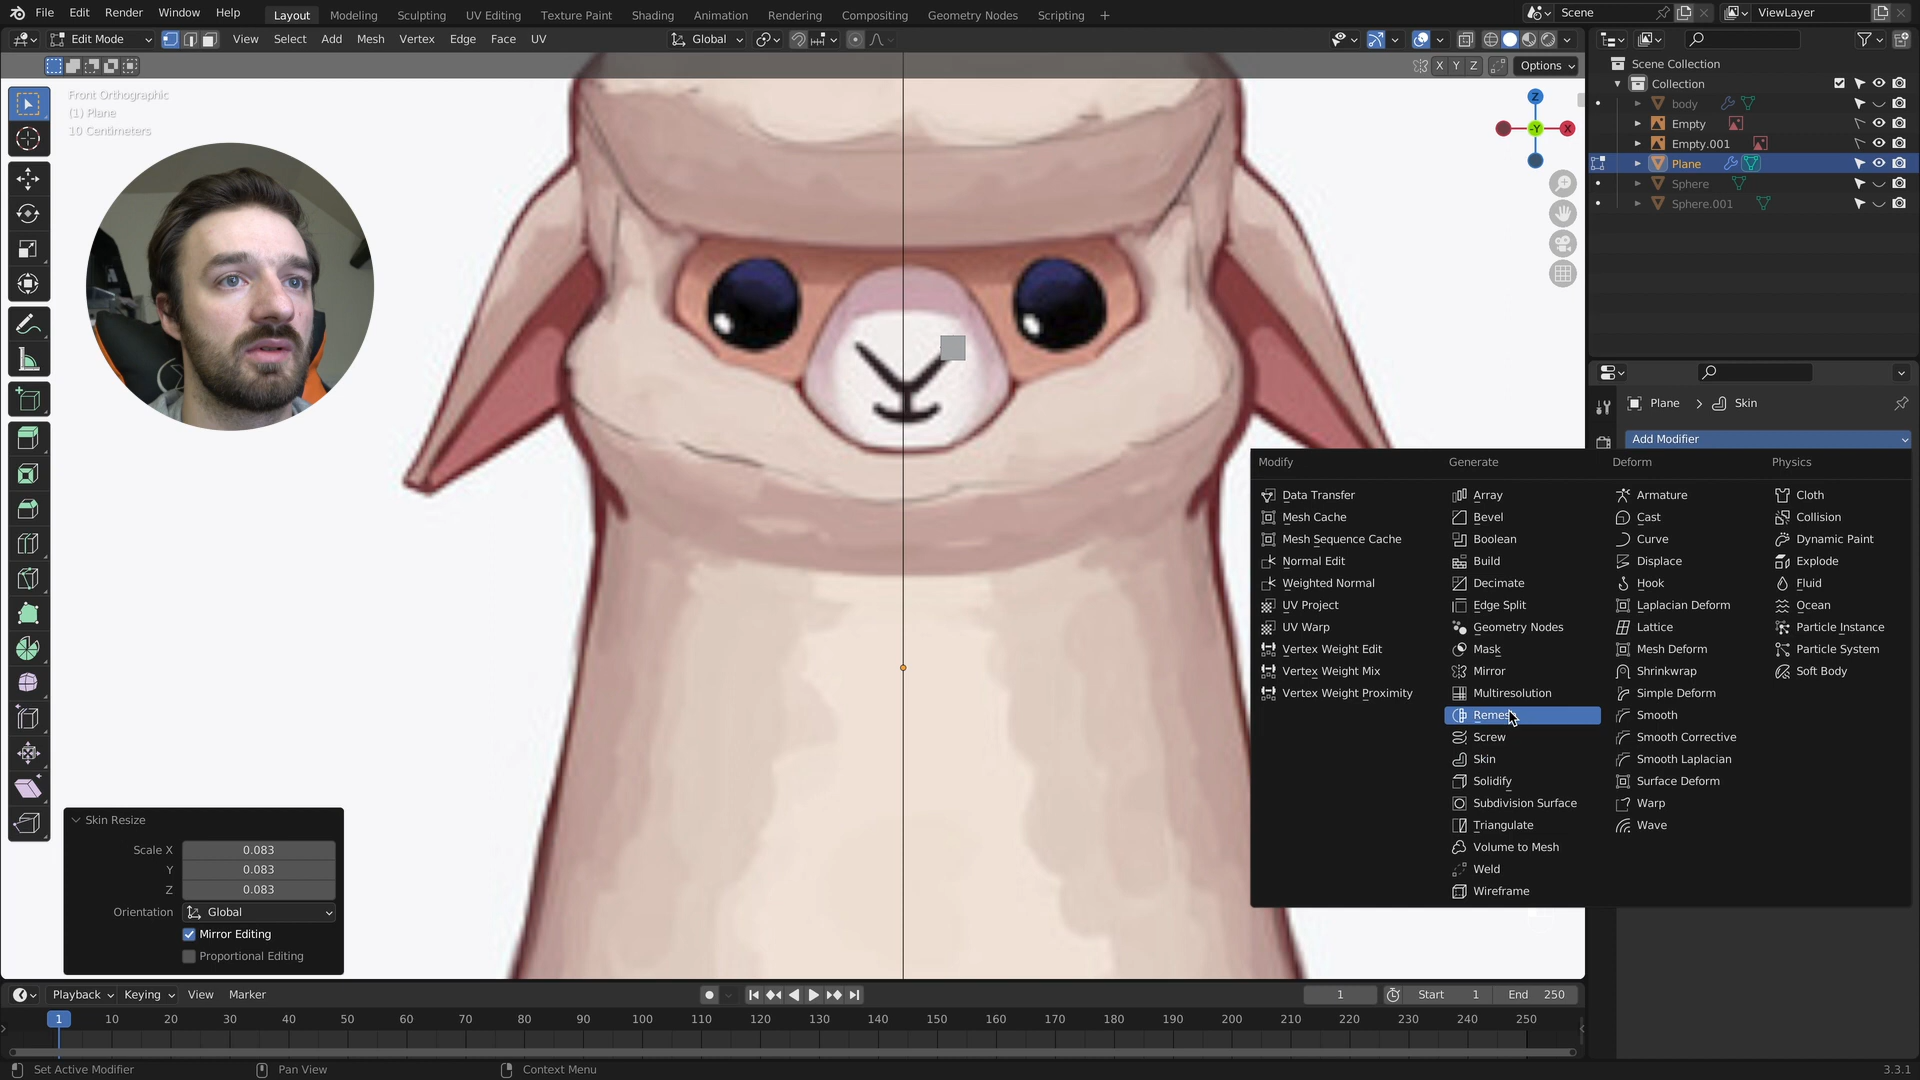 File Edit Render Window Help Layout Modeling Sculpting UV Editing Texture Paint Shading Animation Rendering Compositing Geometry Nodes Scripting + Scene ViewLayer
Edit Mode View Select Add Mesh Vertex Edge Face UV Global
X Y Z Options
Front Orthographic
(1) Plane
10 Centimeters
Z
-Y X
Scene Collection
Collection
body
Empty
Empty.001
Plane
Sphere
Sphere.001
Plane > Skin
Add Modifier
Modify Generate Deform Physics
Data Transfer Array Armature Cloth
Mesh Cache Bevel Cast Collision
Mesh Sequence Cache Boolean Curve Dynamic Paint
Normal Edit Build Displace Explode
Weighted Normal Decimate Hook Fluid
UV Project Edge Split Laplacian Deform Ocean
UV Warp Geometry Nodes Lattice Particle Instance
Vertex Weight Edit Mask Mesh Deform Particle System
Vertex Weight Mix Mirror Shrinkwrap Soft Body
Vertex Weight Proximity Multiresolution Simple Deform
Remesh Smooth
Screw Smooth Corrective
Skin Smooth Laplacian
Solidify Surface Deform
Subdivision Surface Warp
Triangulate Wave
Volume to Mesh
Weld
Wireframe
Skin Resize
Scale X 0.083
Y 0.083
Z 0.083
Orientation Global
Mirror Editing
Proportional Editing
Playback Keying View Marker 1 Start 1 End 250
1 10 20 30 40 50 60 70 80 90 100 110 120 130 140 150 160 170 180 190 200 210 220 230 240 250
Set Active Modifier Pan View Context Menu 3.3.1